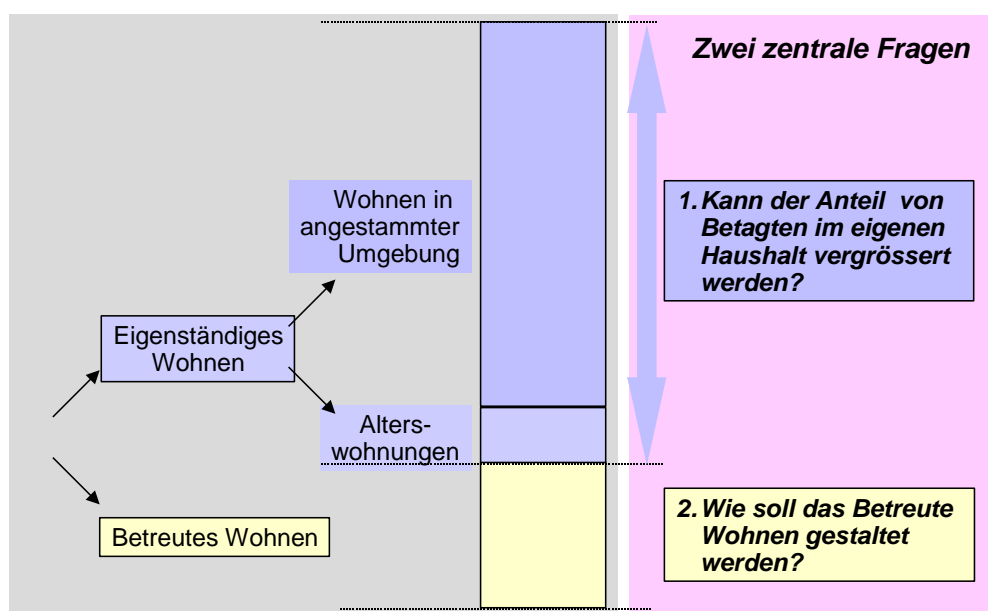 Zwei zentrale Fragen
Wohnen in
angestammter
Umgebung
1. Kann der Anteil von
Betagten im eigenen
Haushalt vergrössert
werden?
Eigenständiges
Wohnen
Alters-
wohnungen
Betreutes Wohnen
2. Wie soll das Betreute
Wohnen gestaltet
werden?